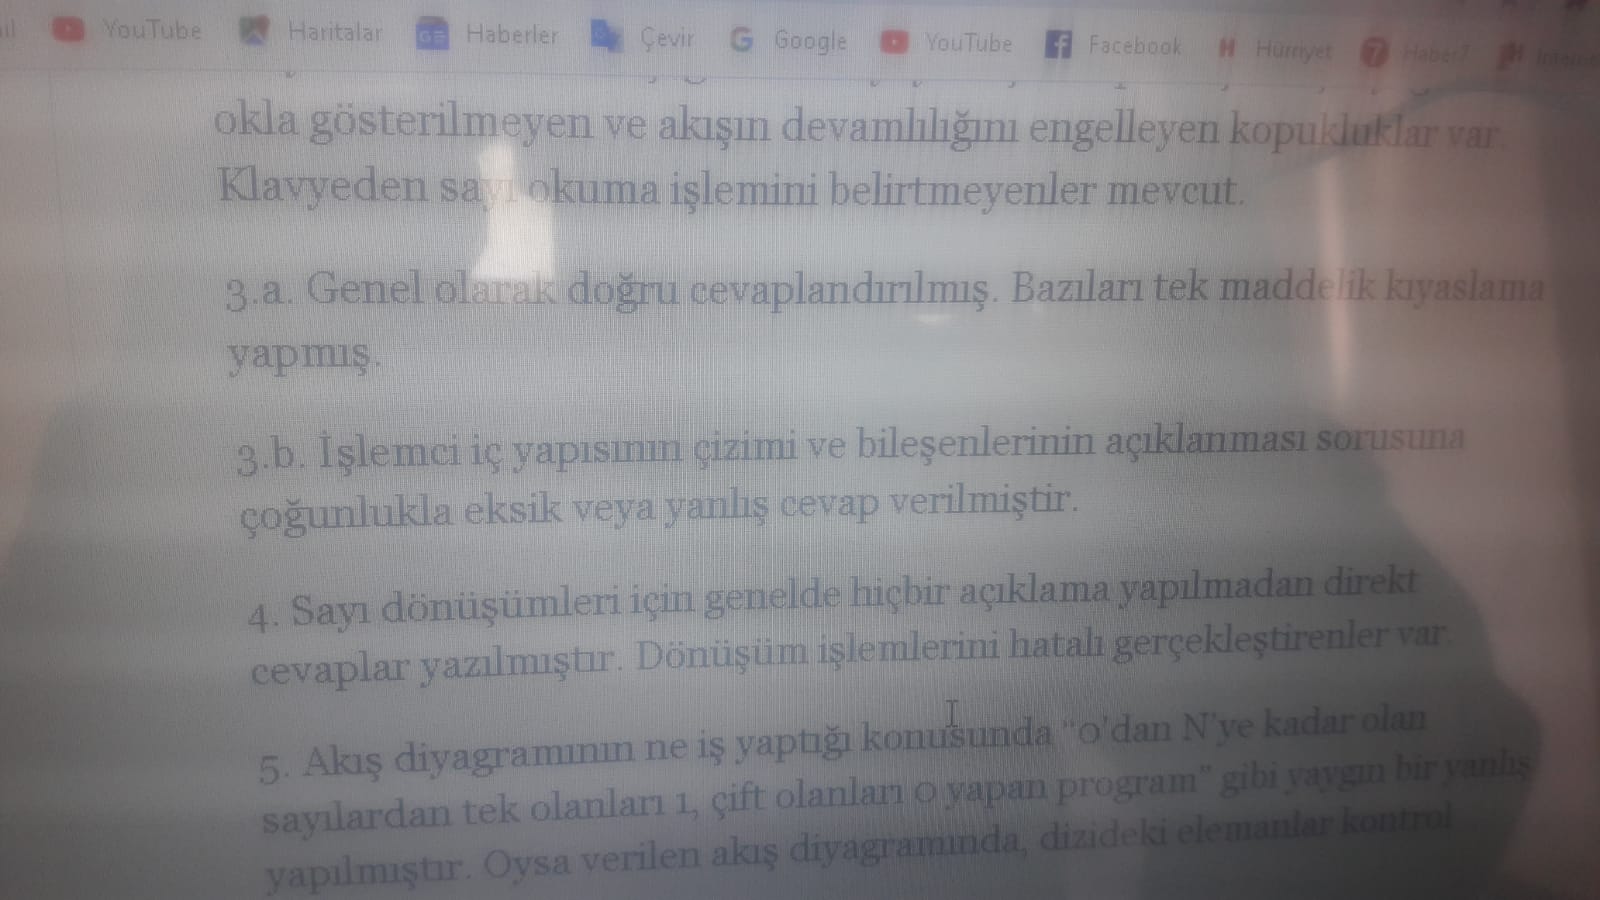 il YouTube Haritalar Haberler Çevir Google YouTube Facebook Hürriyet Haber7
okla gösterilmeyen ve akışın devamlılığını engelleyen kopukluklar var.
Klavyeden sayı okuma işlemini belirtmeyenler mevcut.
3.a. Genel olarak doğru cevaplandırılmış. Bazıları tek maddelik kıyaslama
yapmış.
3.b. İşlemci iç yapısının çizimi ve bileşenlerinin açıklanması sorusuna
çoğunlukla eksik veya yanlış cevap verilmiştir.
4. Sayı dönüşümleri için genelde hiçbir açıklama yapılmadan direkt
cevaplar yazılmıştır. Dönüşüm işlemlerini hatalı gerçekleştirenler var.
5. Akış diyagramının ne iş yaptığı konusunda "0'dan N'ye kadar olan
sayılardan tek olanları 1, çift olanları 0 yapan program" gibi yaygın bir yanlış
yapılmıştır. Oysa verilen akış diyagramında, dizideki elemanlar kontrol